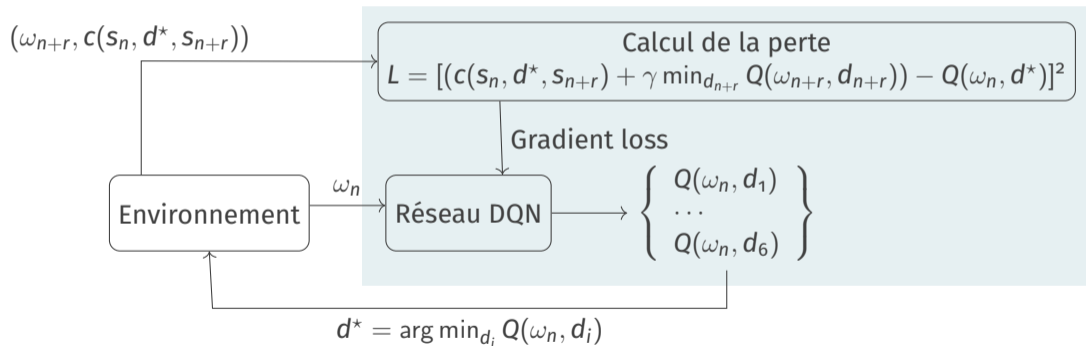 (ω_{n+r}, c(s_n, d*, s_{n+r}))
Calcul de la perte
L = [(c(s_n, d*, s_{n+r}) + γ min_{d_{n+r}} Q(ω_{n+r}, d_{n+r})) − Q(ω_n, d*)]²
Gradient loss
Environnement
ω_n
Réseau DQN
Q(ω_n, d_1)
...
Q(ω_n, d_6)
d* = arg min_{d_i} Q(ω_n, d_i)